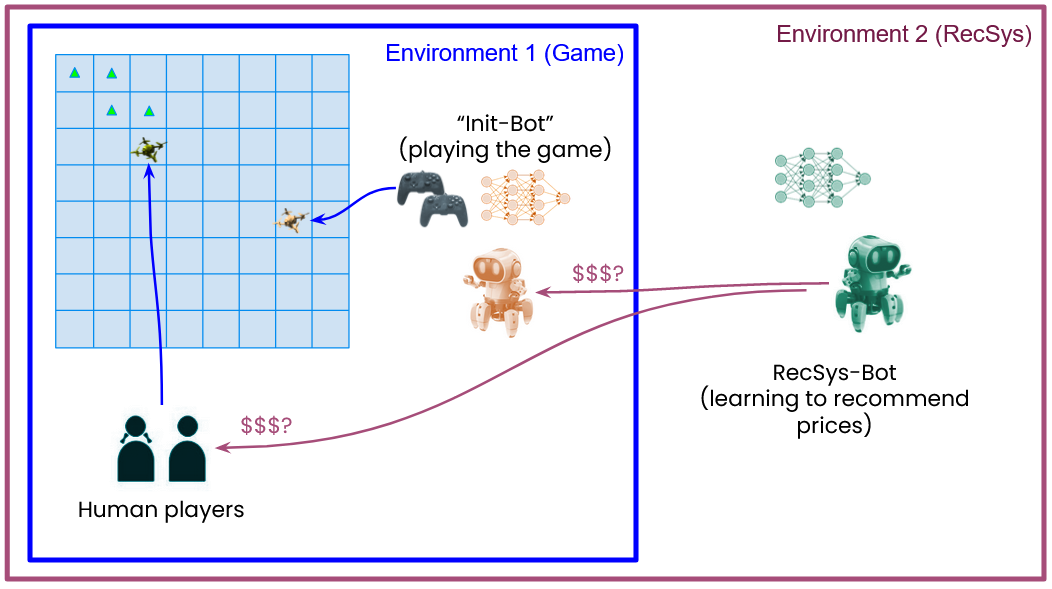 Environment 2 (RecSys)
Environment 1 (Game)
“Init-Bot”
(playing the game)
$$$?
RecSys-Bot
(learning to recommend
prices)
$$$?
Human players